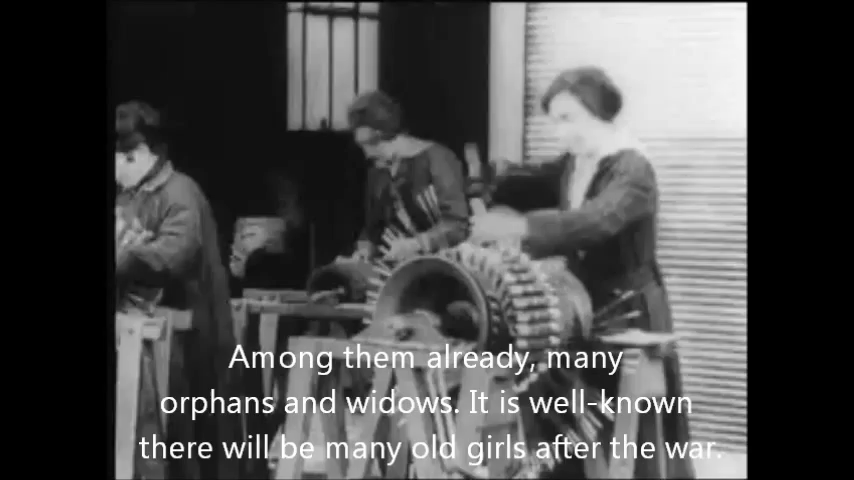 Among them already, many
orphans and widows. It is well-known
there will be many old girls after the war.